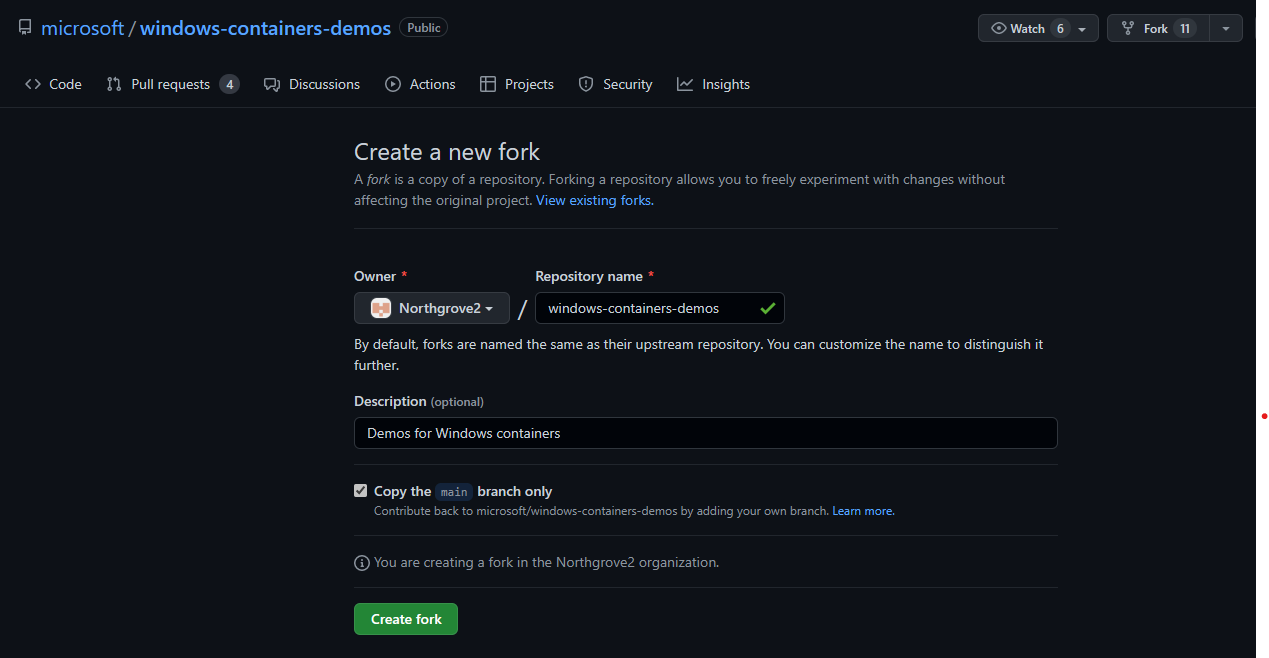 microsoft / windows-containers-demos Public Watch 6 Fork 11
Code Pull requests 4 Discussions Actions Projects Security Insights
Create a new fork
A fork is a copy of a repository. Forking a repository allows you to freely experiment with changes without
affecting the original project. View existing forks.
Owner * Repository name *
Northgrove2 / windows-containers-demos
By default, forks are named the same as their upstream repository. You can customize the name to distinguish it
further.
Description (optional)
Demos for Windows containers
Copy the main branch only
Contribute back to microsoft/windows-containers-demos by adding your own branch. Learn more.
You are creating a fork in the Northgrove2 organization.
Create fork